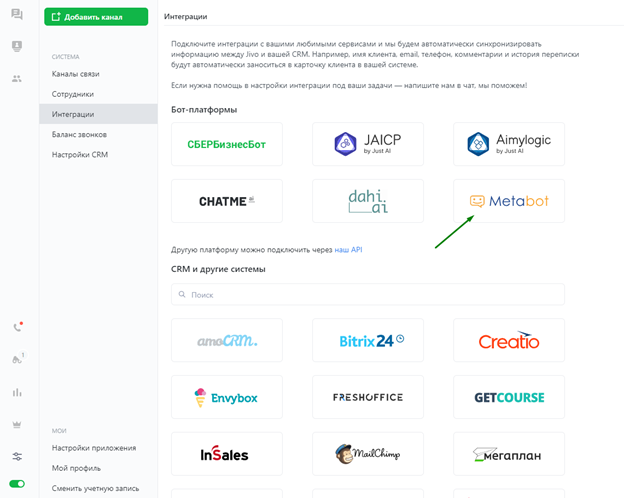 Добавить канал
Интеграции
СИСТЕМА
Каналы связи
Сотрудники
Интеграции
Баланс звонков
Настройки CRM
1
МОИ
Настройки приложения
Мой профиль
Сменить учетную запись
Подключите интеграции с вашими любимыми сервисами и мы будем автоматически синхронизировать
информацию между Jivo и вашей CRM. Например, имя клиента, email, телефон, комментарии и история переписки
будут автоматически заноситься в карточку клиента в вашей системе.
Если нужна помощь в настройки интеграции под ваши задачи — напишите нам в чат, мы поможем!
Бот-платформы
СБЕРБизнесБот
JAICP
by Just AI
Aimylogic
by Just AI
CHATME
dahi
.ai
Metabot
Другую платформу можно подключить через наш API
CRM и другие системы
Поиск
amoCRM.
Bitrix24
Creatio
Envybox
FRESHOFFICE
GETCOURSE
InSales
MailChimp
мегаплан